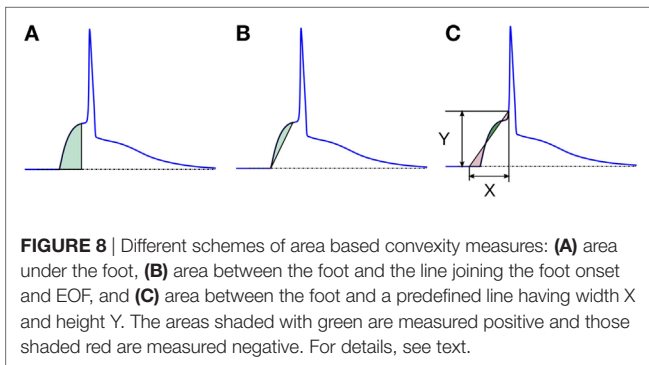 A
B
C
Y
X
FIGURE 8 | Different schemes of area based convexity measures: (A) area
under the foot, (B) area between the foot and the line joining the foot onset
and EOF, and (C) area between the foot and a predefined line having width X
and height Y. The areas shaded with green are measured positive and those
shaded red are measured negative. For details, see text.